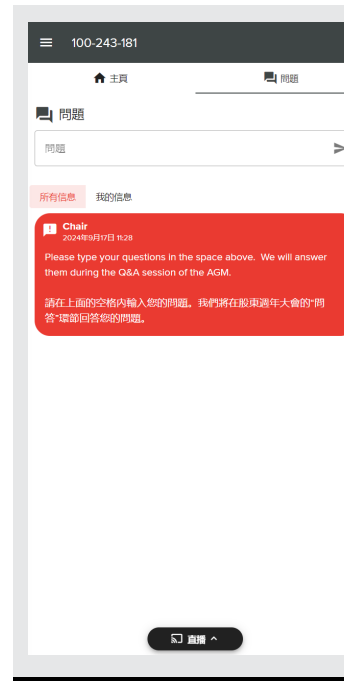 100-243-181
主頁
問題
問題
問題
所有信息 我的信息
Chair
2024年9月17日 11:28
Please type your questions in the space above. We will answer
them during the Q&A session of the AGM.
請在上面的空格內輸入您的問題。我們將在股東週年大會的“問
答”環節回答您的問題。
直播